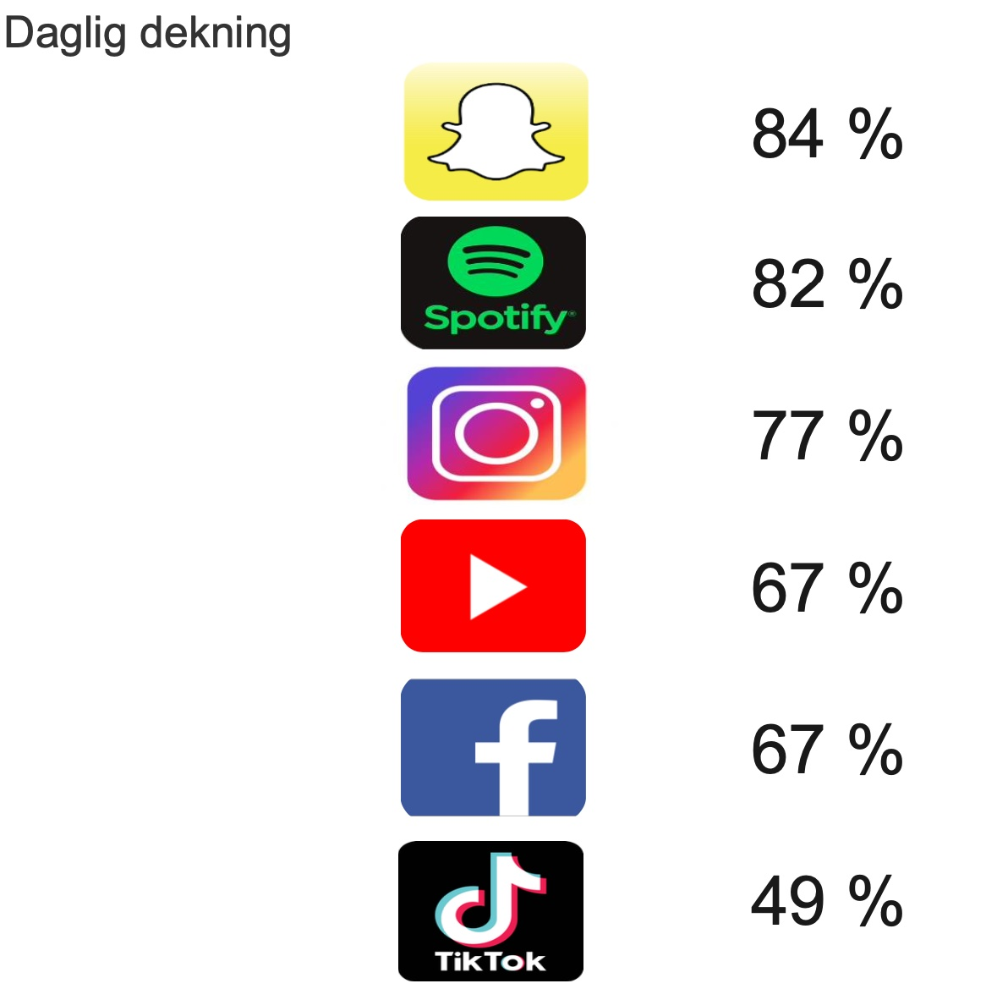 Daglig dekning
84 %
Spotify®
82 %
77 %
67 %
67 %
TikTok
49 %